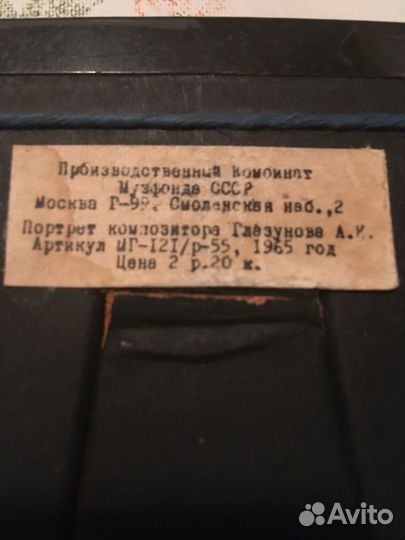 Производственный Комбинат
Музфонда СССР
Москва Г-99. Смоленская наб.,2
Портрет композитора Глазунова А.К.
Артикул МГ-121/р-55, 1965 год
Цена 2 р.20 к.
Avito